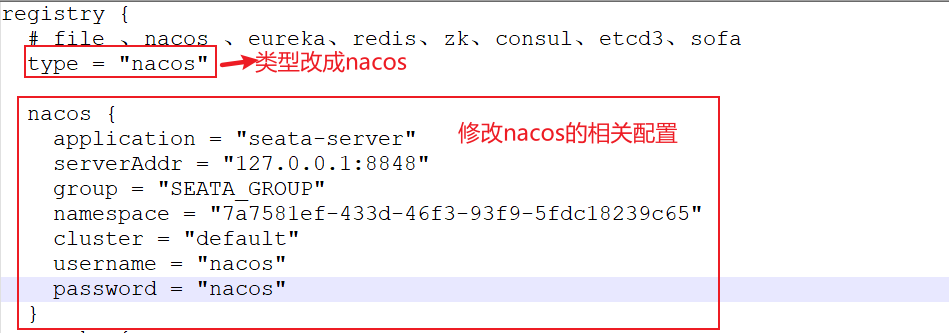 registry {
# file 、nacos 、eureka、redis、zk、consul、etcd3、sofa
type = "nacos"
类型改成nacos
nacos {
修改nacos的相关配置
application = "seata-server"
serverAddr = "127.0.0.1:8848"
group = "SEATA_GROUP"
namespace = "7a7581ef-433d-46f3-93f9-5fdc18239c65"
cluster = "default"
username = "nacos"
password = "nacos"
}